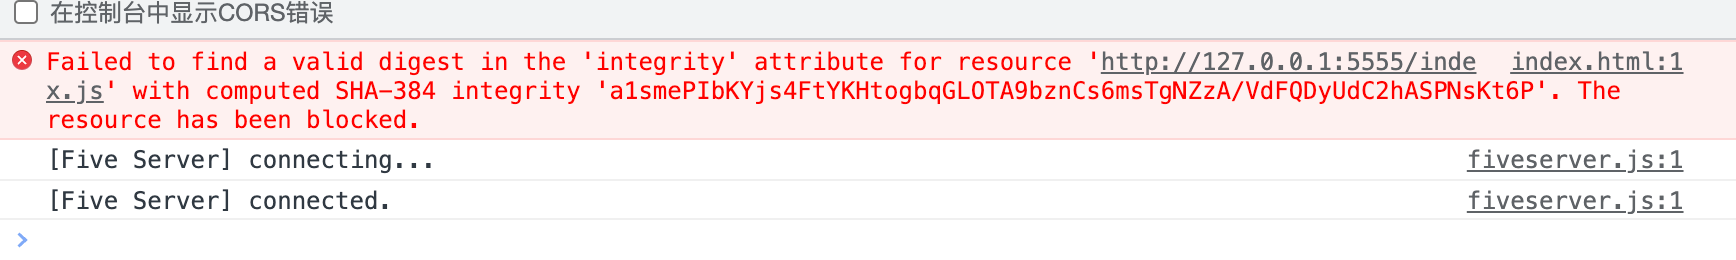 在控制台中显示CORS错误
Failed to find a valid digest in the 'integrity' attribute for resource 'http://127.0.0.1:5555/inde index.html:1
x.js' with computed SHA-384 integrity 'a1smePIbKYjs4FtYKHtogbqGLOTA9bznCs6msTgNZzA/VdFQDyUdC2hASPNsKt6P'. The
resource has been blocked.
[Five Server] connecting... fiveserver.js:1
[Five Server] connected. fiveserver.js:1